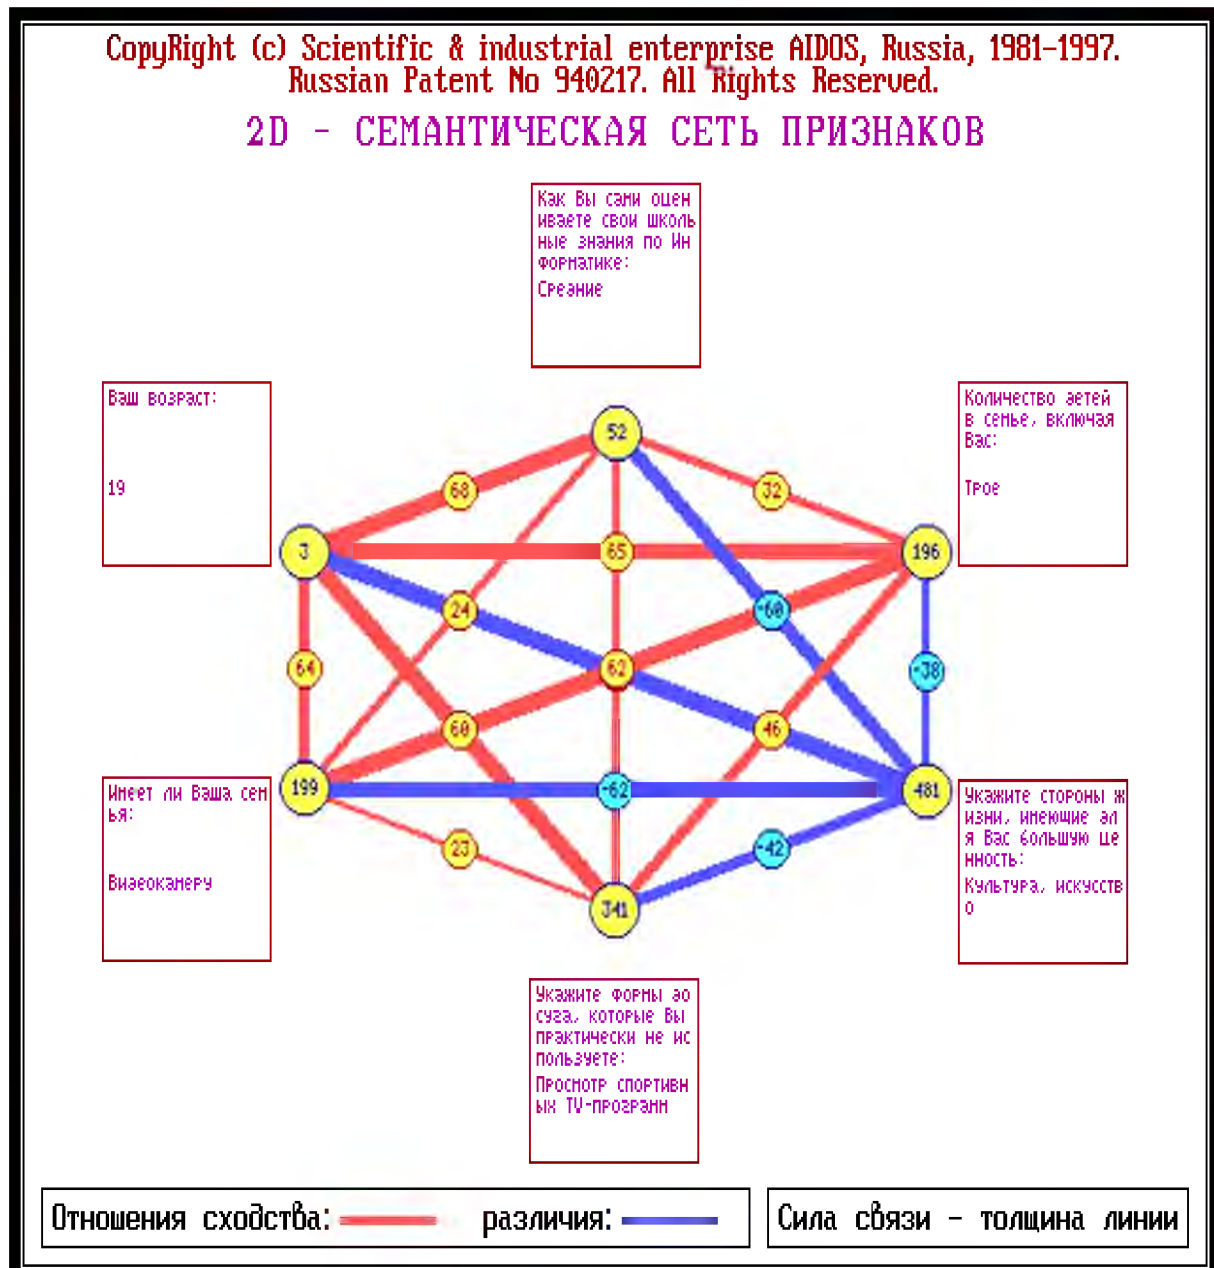 CopyRight (c) Scientific & industrial enterprise AIDOS, Russia, 1981-1997.
Russian Patent No 940217. All Rights Reserved.
2D - СЕМАНТИЧЕСКАЯ СЕТЬ ПРИЗНАКОВ
Как Вы сами оцен
иваете свои школь
ные знания по Ин
форматике:
Средние
Ваш возраст:
19
Количество детей
в семье, включая
Вас:
Трое
52
68
32
3
65
196
24
-60
64
62
-38
60
46
199
-62
481
23
-42
341
Имеет ли Ваша сем
ья:
Видеокамеру
Укажите стороны ж
изни, имеющие дл
я Вас большую це
нность:
Культура, искусств
о
Укажите формы до
суга, которые Вы
практически не ис
пользуете:
Просмотр спортивн
ых TV-программ
Отношения сходства: различия:
Сила связи - толщина линии